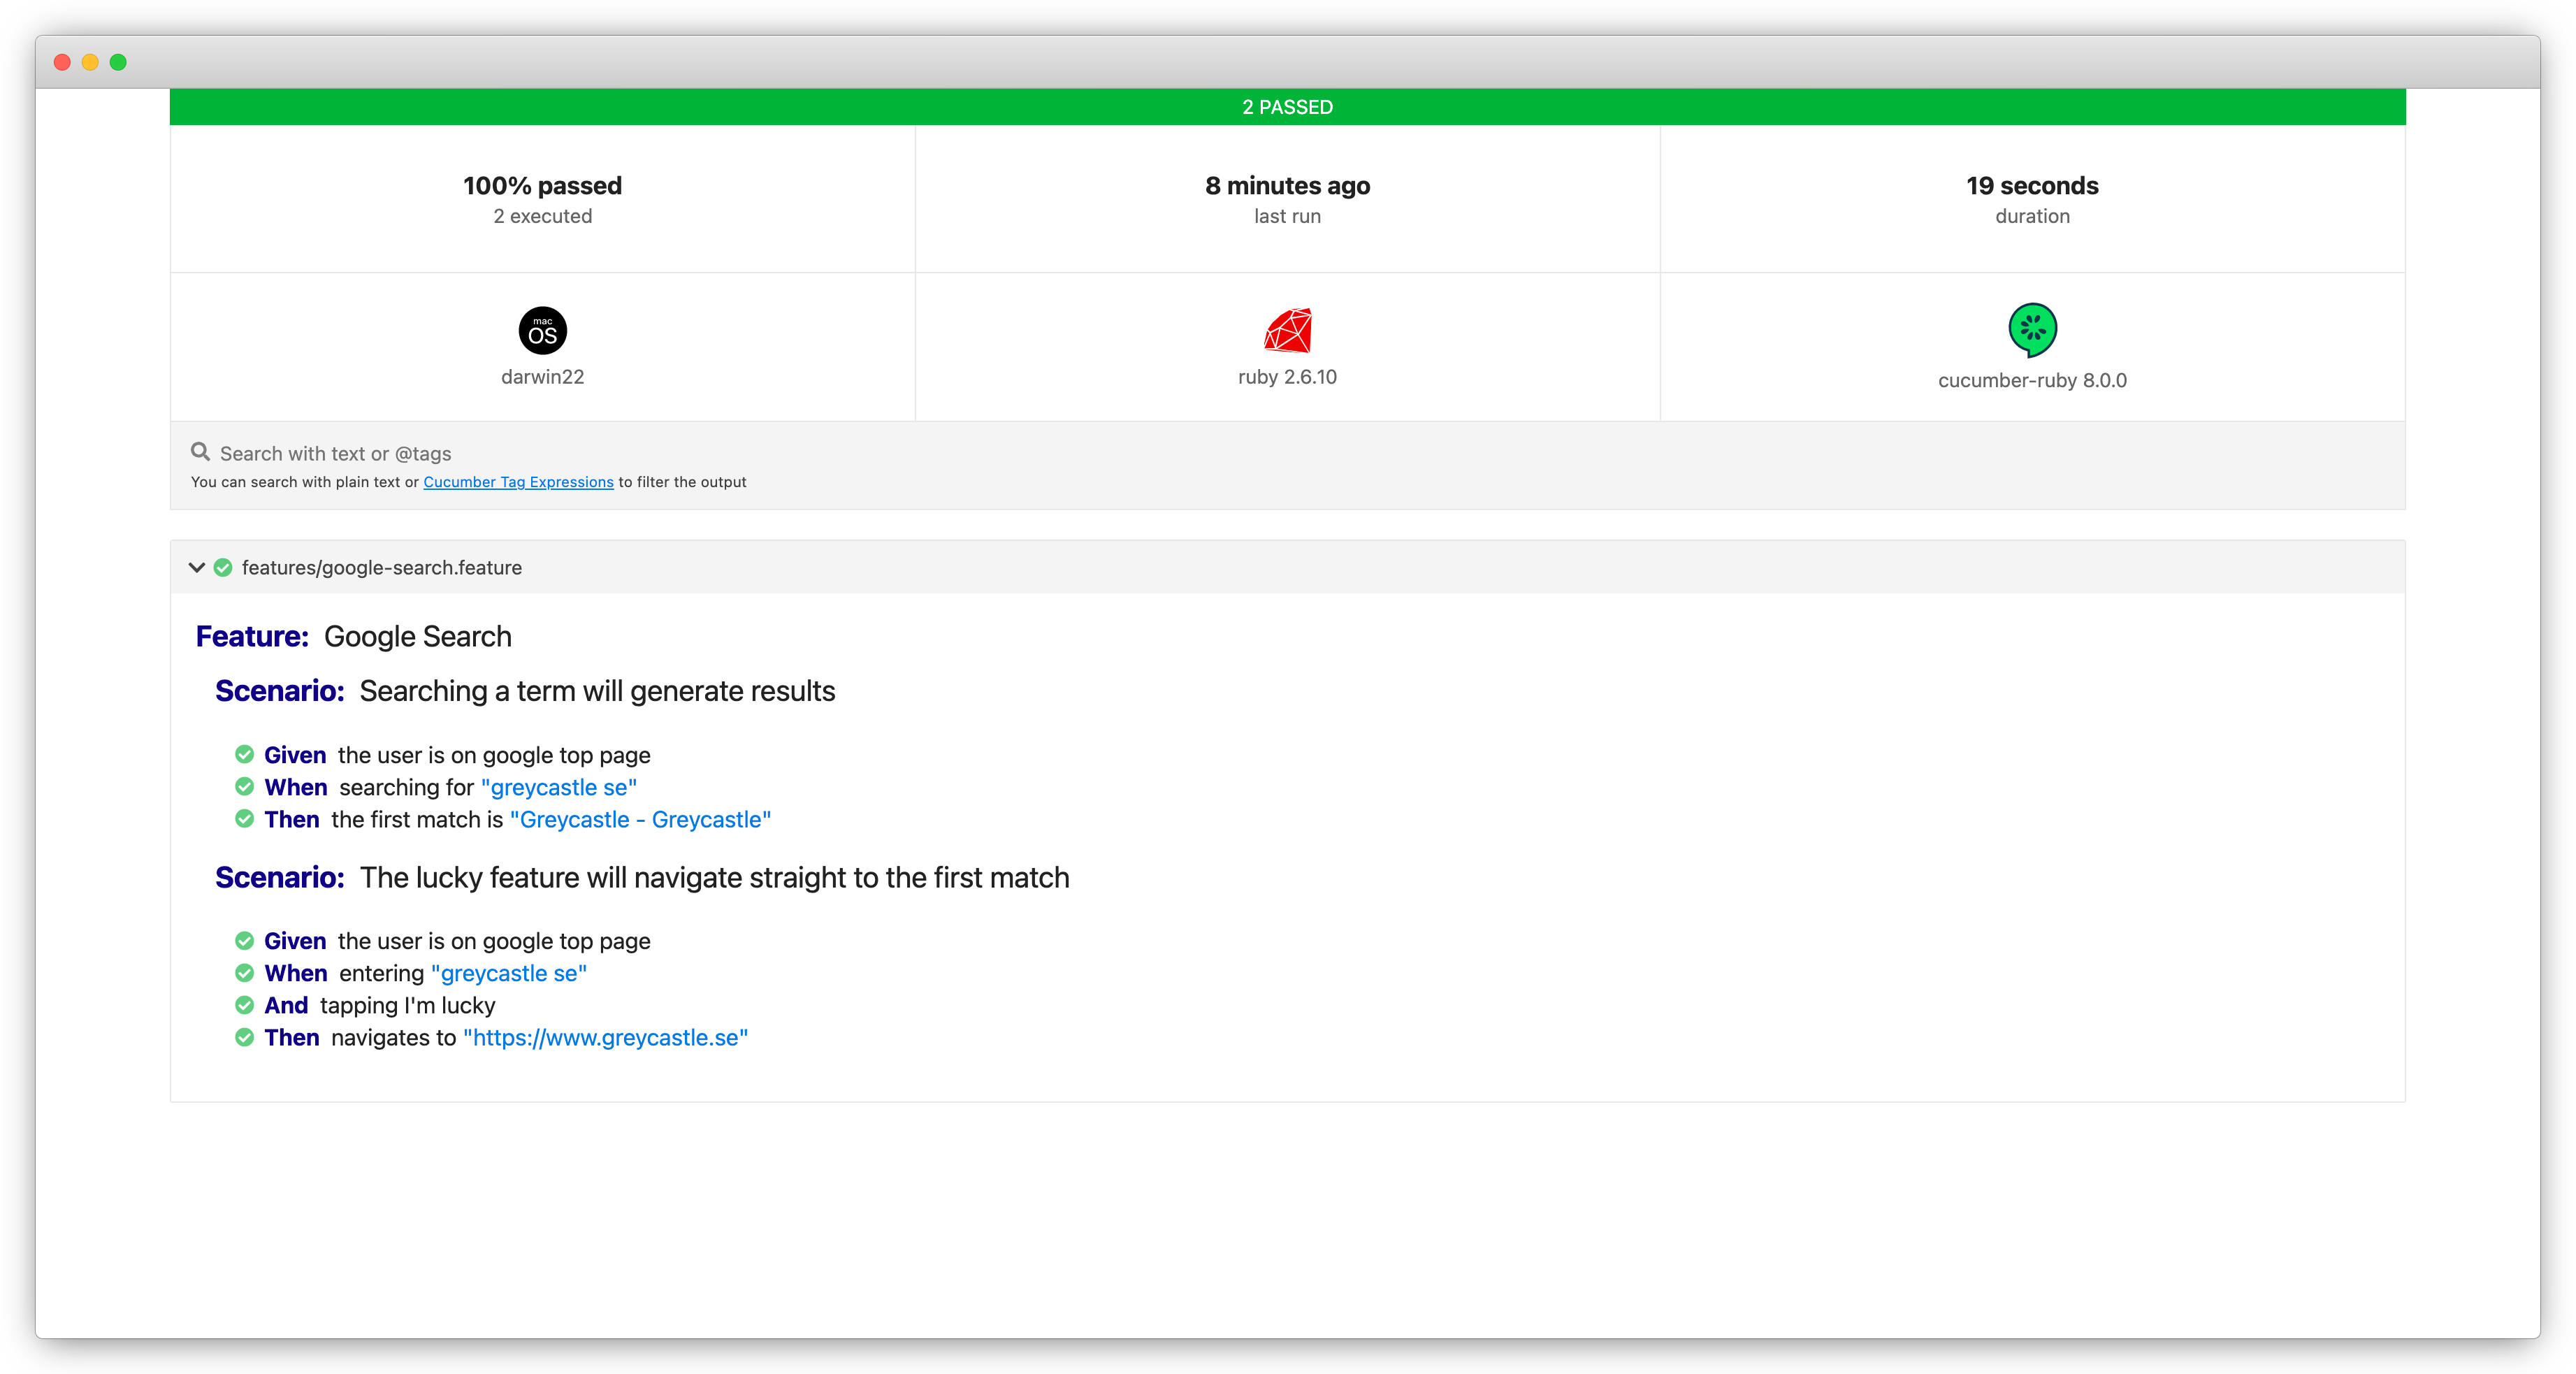 2 PASSED
100% passed
2 executed
8 minutes ago
last run
19 seconds
duration
mac
OS
darwin22
ruby 2.6.10
cucumber-ruby 8.0.0
Search with text or @tags
You can search with plain text or Cucumber Tag Expressions to filter the output
features/google-search.feature
Feature: Google Search
Scenario: Searching a term will generate results
Given the user is on google top page
When searching for "greycastle se"
Then the first match is "Greycastle - Greycastle"
Scenario: The lucky feature will navigate straight to the first match
Given the user is on google top page
When entering "greycastle se"
And tapping I'm lucky
Then navigates to "https://www.greycastle.se"